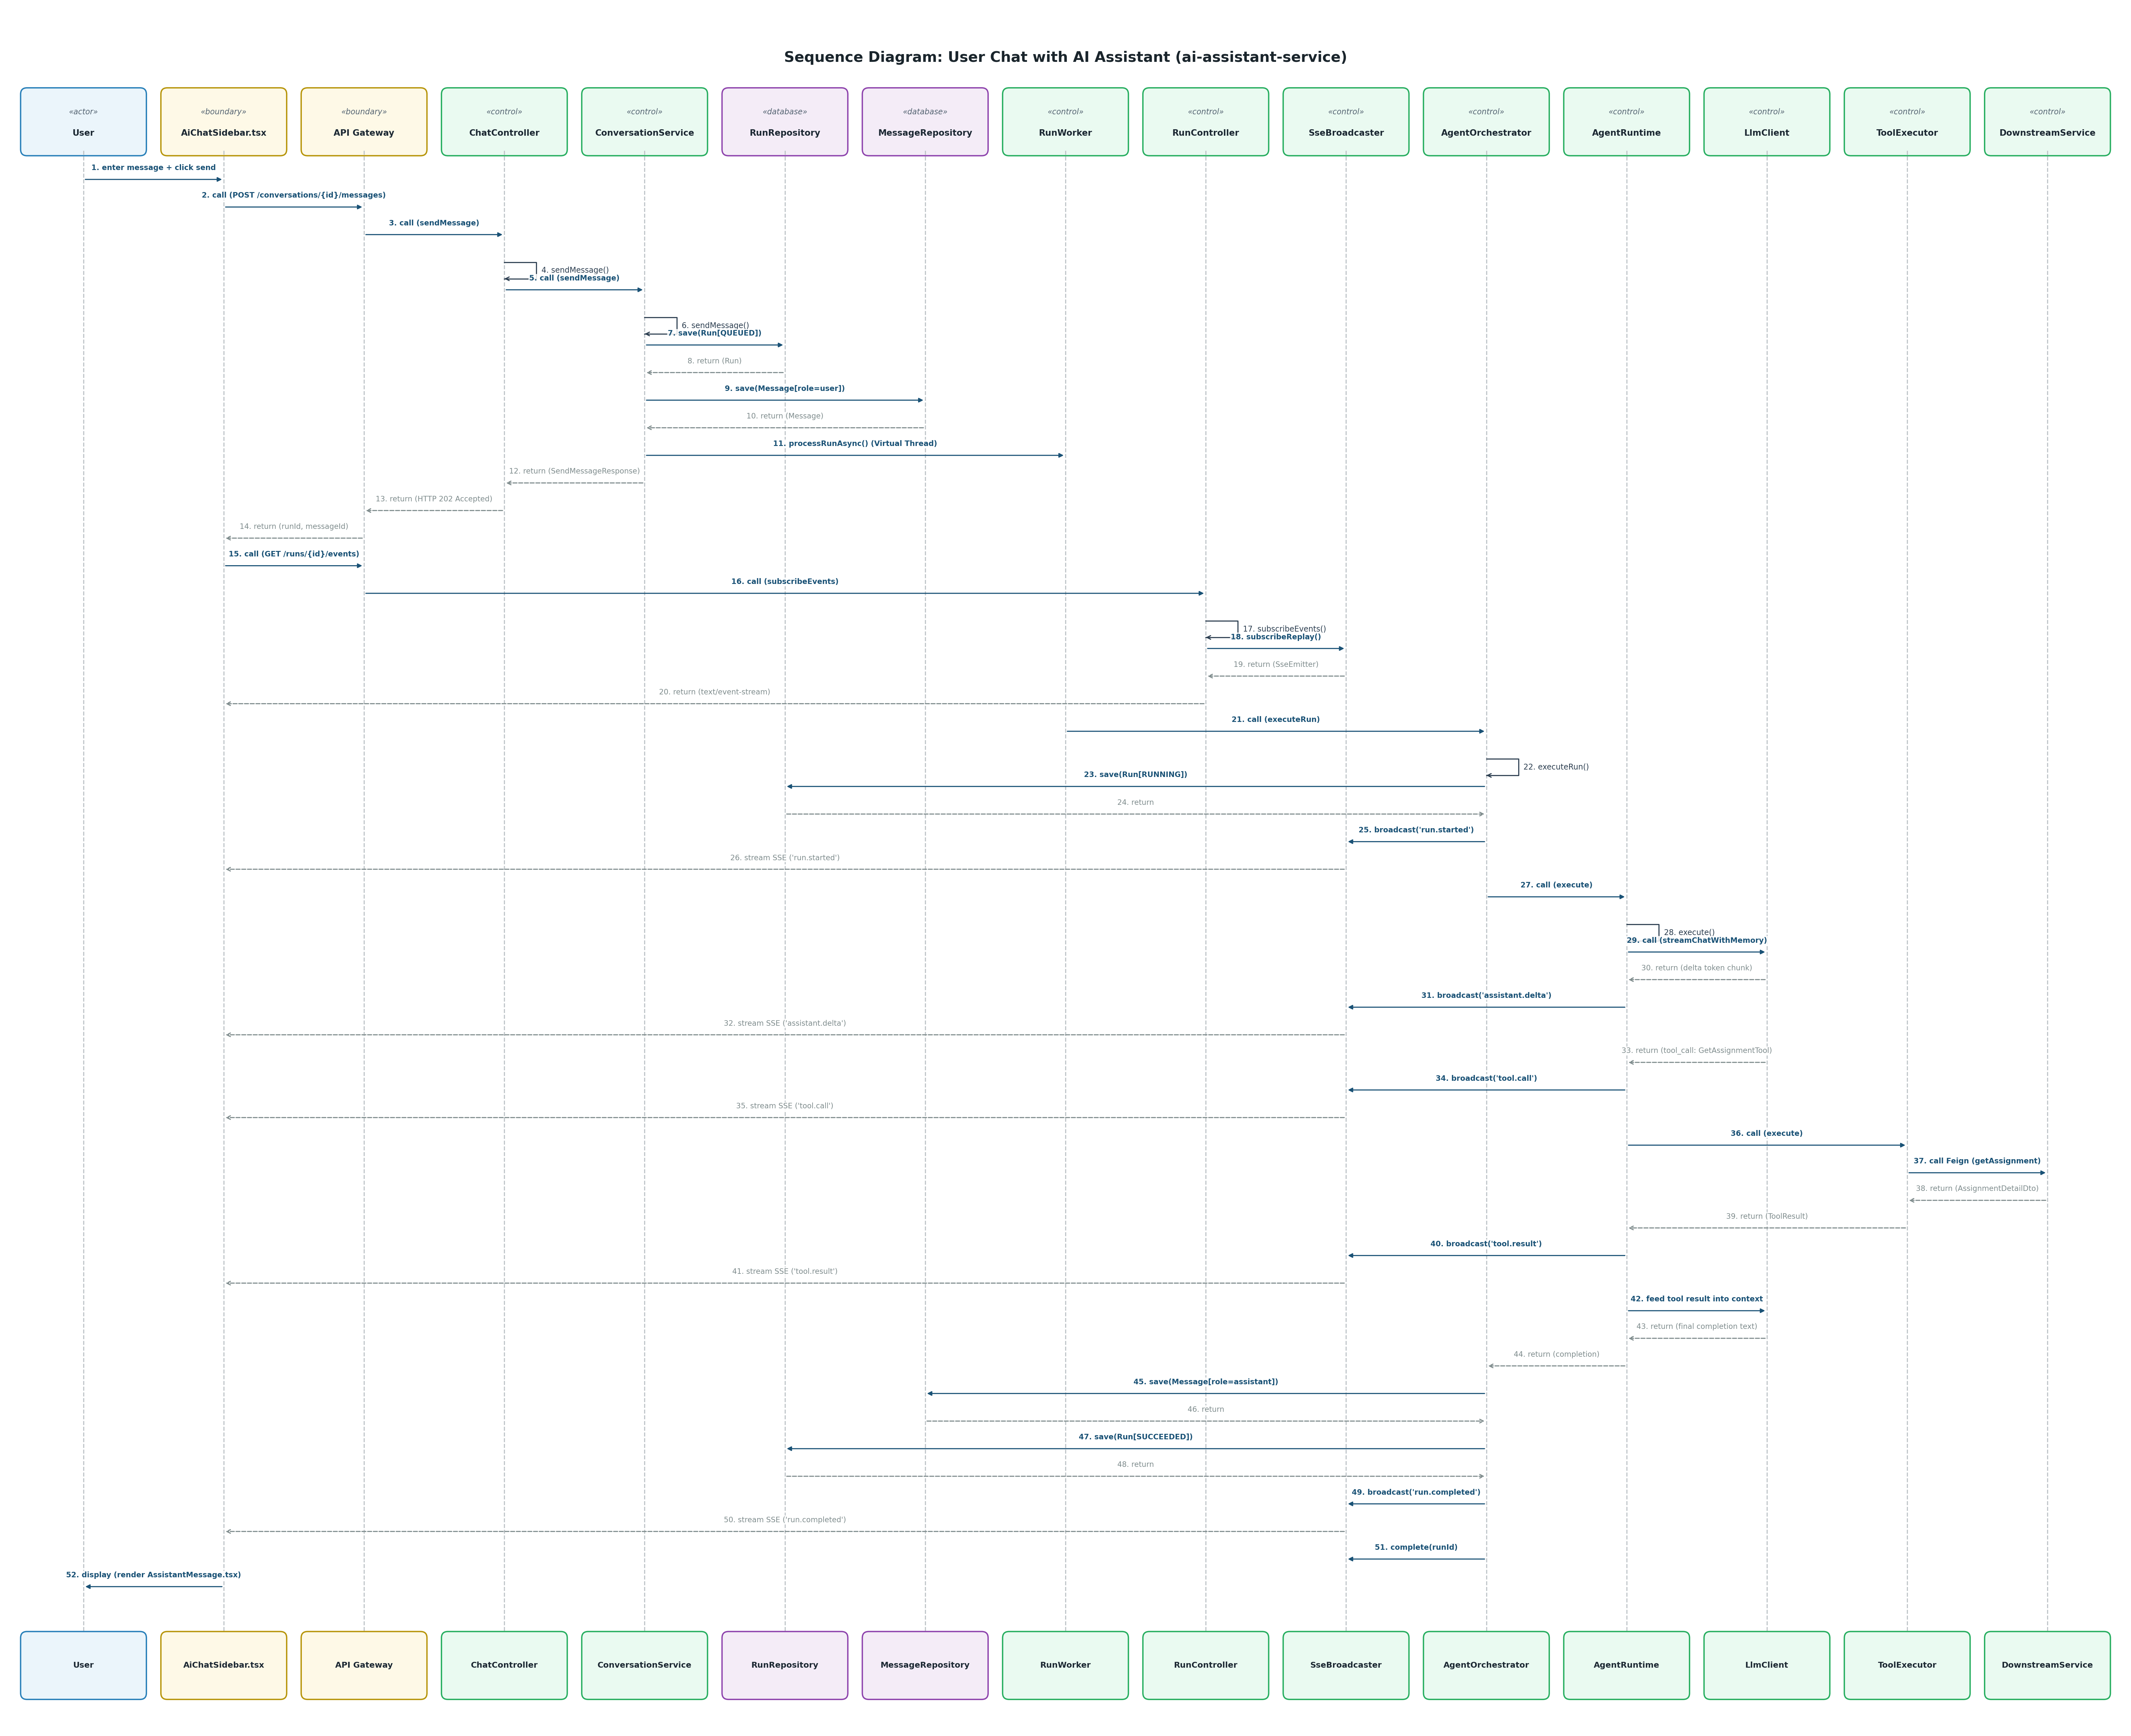 Sequence Diagram: User Chat with AI Assistant (ai-assistant-service)
«actor»
User
«boundary»
AiChatSidebar.tsx
«boundary»
API Gateway
«control»
ChatController
«control»
ConversationService
«database»
RunRepository
«database»
MessageRepository
«control»
RunWorker
«control»
RunController
«control»
SseBroadcaster
«control»
AgentOrchestrator
«control»
AgentRuntime
«control»
LlmClient
«control»
ToolExecutor
«control»
DownstreamService
1. enter message + click send
2. call (POST /conversations/{id}/messages)
3. call (sendMessage)
4. sendMessage()
5. call (sendMessage)
6. sendMessage()
7. save(Run[QUEUED])
8. return (Run)
9. save(Message[role=user])
10. return (Message)
11. processRunAsync() (Virtual Thread)
12. return (SendMessageResponse)
13. return (HTTP 202 Accepted)
14. return (runId, messageId)
15. call (GET /runs/{id}/events)
16. call (subscribeEvents)
17. subscribeEvents()
18. subscribeReplay()
19. return (SseEmitter)
20. return (text/event-stream)
21. call (executeRun)
22. executeRun()
23. save(Run[RUNNING])
24. return
25. broadcast('run.started')
26. stream SSE ('run.started')
27. call (execute)
28. execute()
29. call (streamChatWithMemory)
30. return (delta token chunk)
31. broadcast('assistant.delta')
32. stream SSE ('assistant.delta')
33. return (tool_call: GetAssignmentTool)
34. broadcast('tool.call')
35. stream SSE ('tool.call')
36. call (execute)
37. call Feign (getAssignment)
38. return (AssignmentDetailDto)
39. return (ToolResult)
40. broadcast('tool.result')
41. stream SSE ('tool.result')
42. feed tool result into context
43. return (final completion text)
44. return (completion)
45. save(Message[role=assistant])
46. return
47. save(Run[SUCCEEDED])
48. return
49. broadcast('run.completed')
50. stream SSE ('run.completed')
51. complete(runId)
52. display (render AssistantMessage.tsx)
User
AiChatSidebar.tsx
API Gateway
ChatController
ConversationService
RunRepository
MessageRepository
RunWorker
RunController
SseBroadcaster
AgentOrchestrator
AgentRuntime
LlmClient
ToolExecutor
DownstreamService